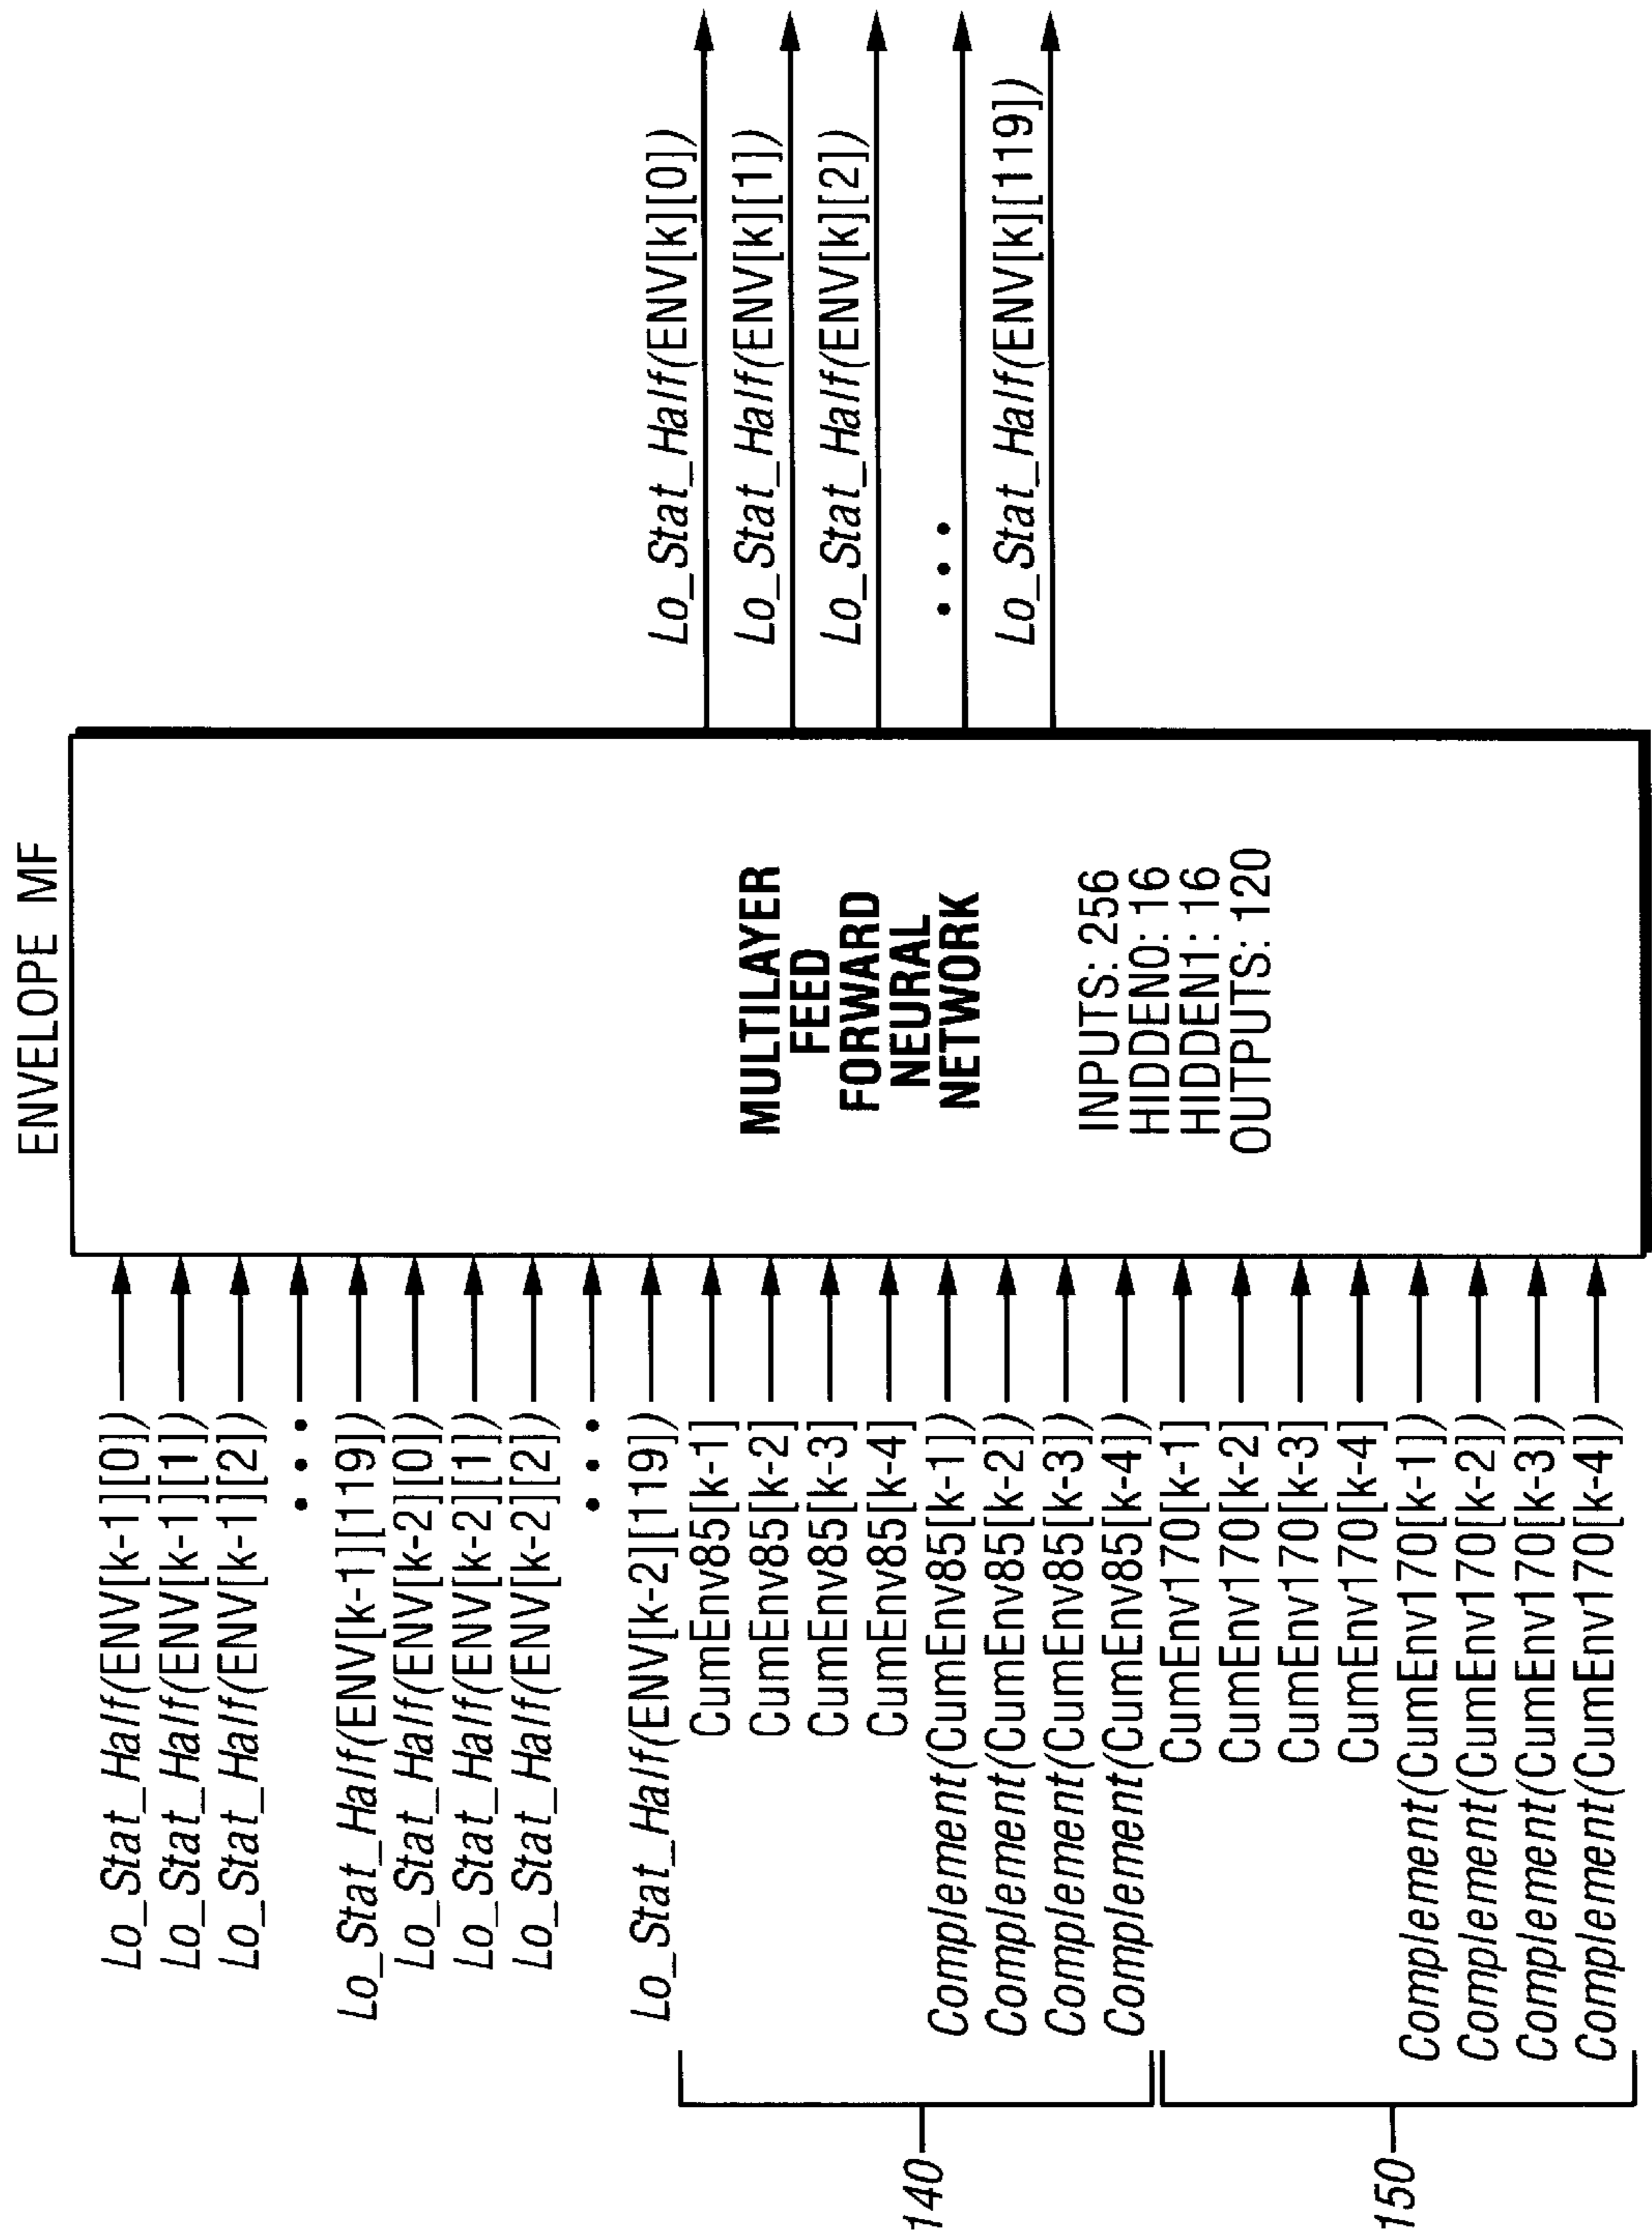 ENVELOPE MF
Lo_Stat_Half(ENV[k-1][0])
Lo_Stat_Half(ENV[k-1][1])
Lo_Stat_Half(ENV[k-1][2])
• • •
Lo_Stat_Half(ENV[k-1][119])
Lo_Stat_Half(ENV[k-2][0])
Lo_Stat_Half(ENV[k-2][1])
Lo_Stat_Half(ENV[k-2][2])
• • •
Lo_Stat_Half(ENV[k-2][119])
CumEnv85[k-1]
CumEnv85[k-2]
CumEnv85[k-3]
CumEnv85[k-4]
Complement(CumEnv85[k-1])
Complement(CumEnv85[k-2])
Complement(CumEnv85[k-3])
Complement(CumEnv85[k-4])
CumEnv170[k-1]
CumEnv170[k-2]
CumEnv170[k-3]
CumEnv170[k-4]
Complement(CumEnv170[k-1])
Complement(CumEnv170[k-2])
Complement(CumEnv170[k-3])
Complement(CumEnv170[k-4])
140
150
MULTILAYER
FEED
FORWARD
NEURAL
NETWORK
INPUTS: 256
HIDDEN0: 16
HIDDEN1: 16
OUTPUTS: 120
Lo_Stat_Half(ENV[k][0])
Lo_Stat_Half(ENV[k][1])
Lo_Stat_Half(ENV[k][2])
• • •
Lo_Stat_Half(ENV[k][119])